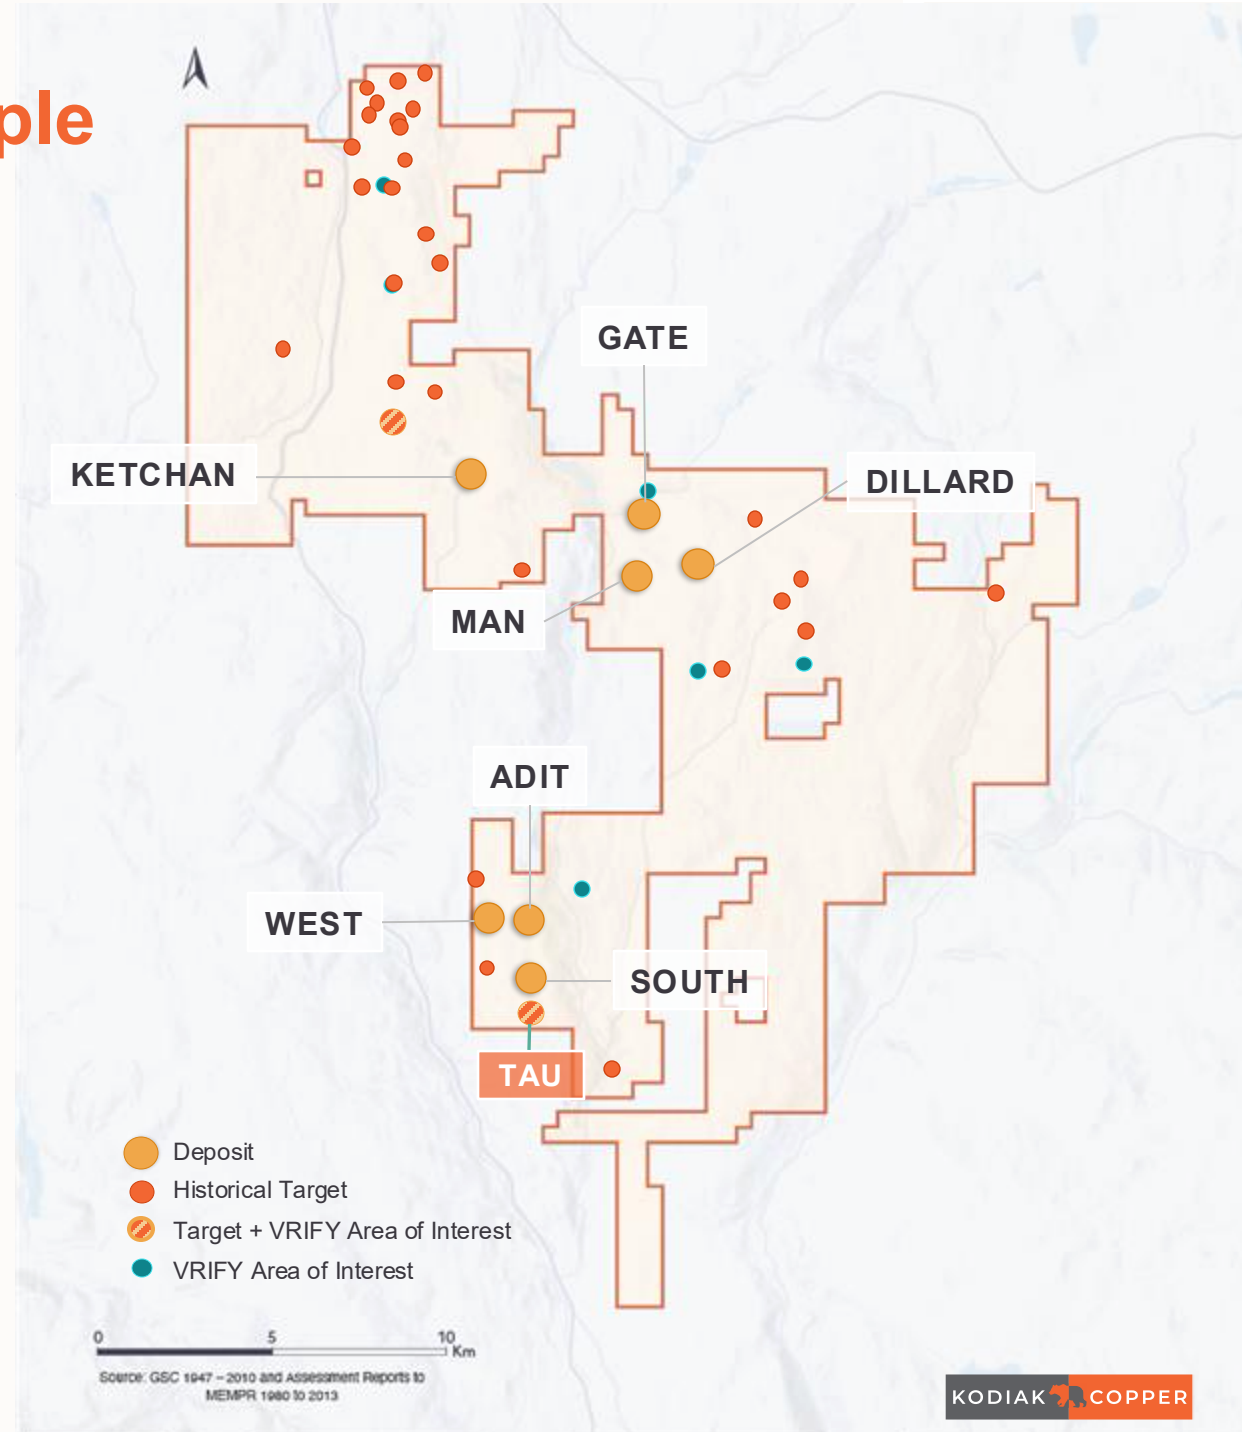 ple
GATE
KETCHAN
DILLARD
MAN
ADIT
WEST
SOUTH
TAU
Deposit
Historical Target
Target + VRIFY Area of Interest
VRIFY Area of Interest
0 5 10
Km
Source: GSC 1947 – 2010 and Assessment Reports to
MEMPR 1980 to 2013
KODIAK COPPER